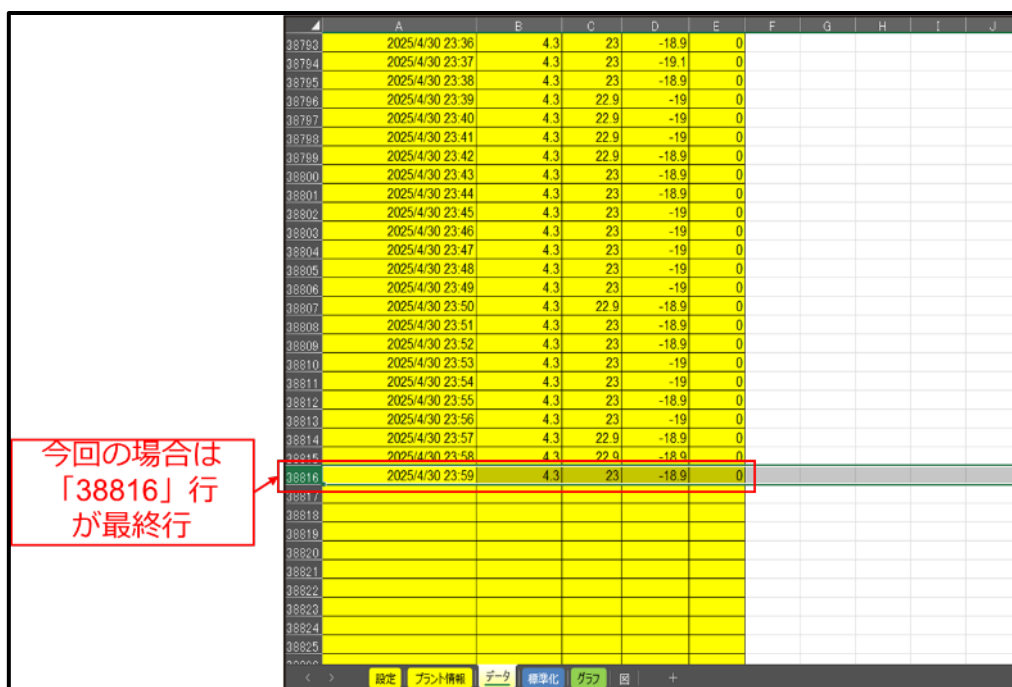 A B C D E F G H I J
38793 2025/4/30 23:36 4.3 23 -18.9 0
38794 2025/4/30 23:37 4.3 23 -19.1 0
38795 2025/4/30 23:38 4.3 23 -18.9 0
38796 2025/4/30 23:39 4.3 22.9 -19 0
38797 2025/4/30 23:40 4.3 22.9 -19 0
38798 2025/4/30 23:41 4.3 22.9 -19 0
38799 2025/4/30 23:42 4.3 22.9 -18.9 0
38800 2025/4/30 23:43 4.3 23 -18.9 0
38801 2025/4/30 23:44 4.3 23 -18.9 0
38802 2025/4/30 23:45 4.3 23 -19 0
38803 2025/4/30 23:46 4.3 23 -19 0
38804 2025/4/30 23:47 4.3 23 -19 0
38805 2025/4/30 23:48 4.3 23 -19 0
38806 2025/4/30 23:49 4.3 23 -19 0
38807 2025/4/30 23:50 4.3 22.9 -18.9 0
38808 2025/4/30 23:51 4.3 23 -18.9 0
38809 2025/4/30 23:52 4.3 23 -18.9 0
38810 2025/4/30 23:53 4.3 23 -19 0
38811 2025/4/30 23:54 4.3 23 -19 0
38812 2025/4/30 23:55 4.3 23 -18.9 0
38813 2025/4/30 23:56 4.3 23 -19 0
38814 2025/4/30 23:57 4.3 22.9 -18.9 0
38815 2025/4/30 23:58 4.3 22.9 -18.9 0
38816 2025/4/30 23:59 4.3 23 -18.9 0
38817
38818
38819
38820
38821
38822
38823
38824
38825
今回の場合は
「38816」行
が最終行
設定 プラント情報 データ 標準化 グラフ 図 +